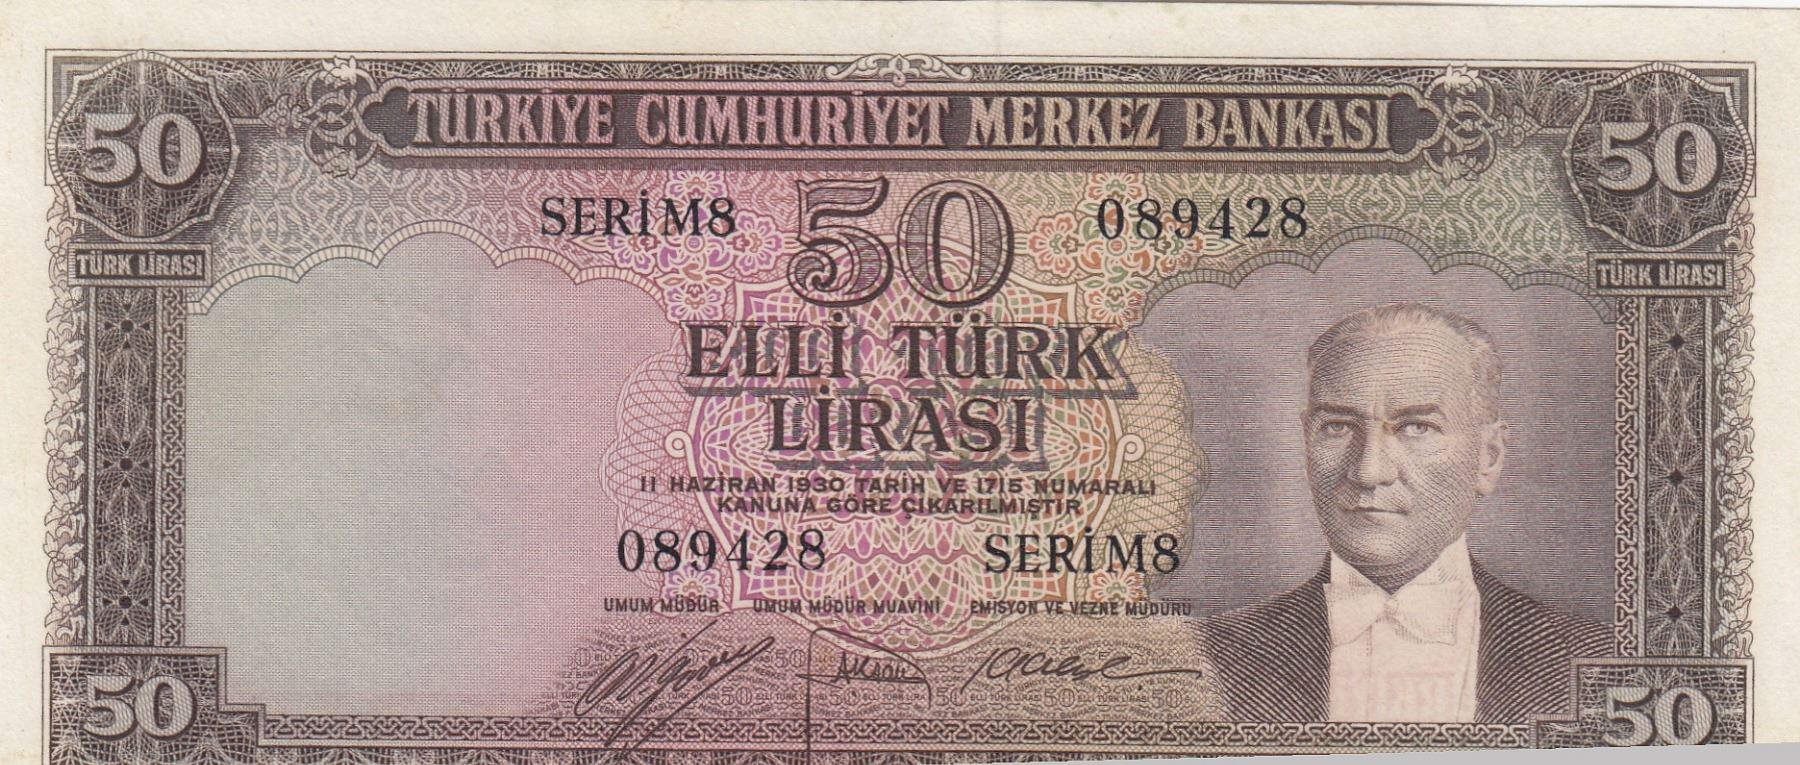 TÜRKİYE CUMHURİYET MERKEZ BANKASI
50 50
SERİ M8 50 089428
TÜRK LİRASI TÜRK LİRASI
ELLİ TÜRK
LİRASI
11 HAZİRAN 1930 TARİH VE 1715 NUMARALI
KANUNA GÖRE ÇIKARILMIŞTIR
089428 SERİ M8
UMUM MÜDÜR UMUM MÜDÜR MUAVİNİ EMİSYON VE VEZNE MÜDÜRÜ
50 50